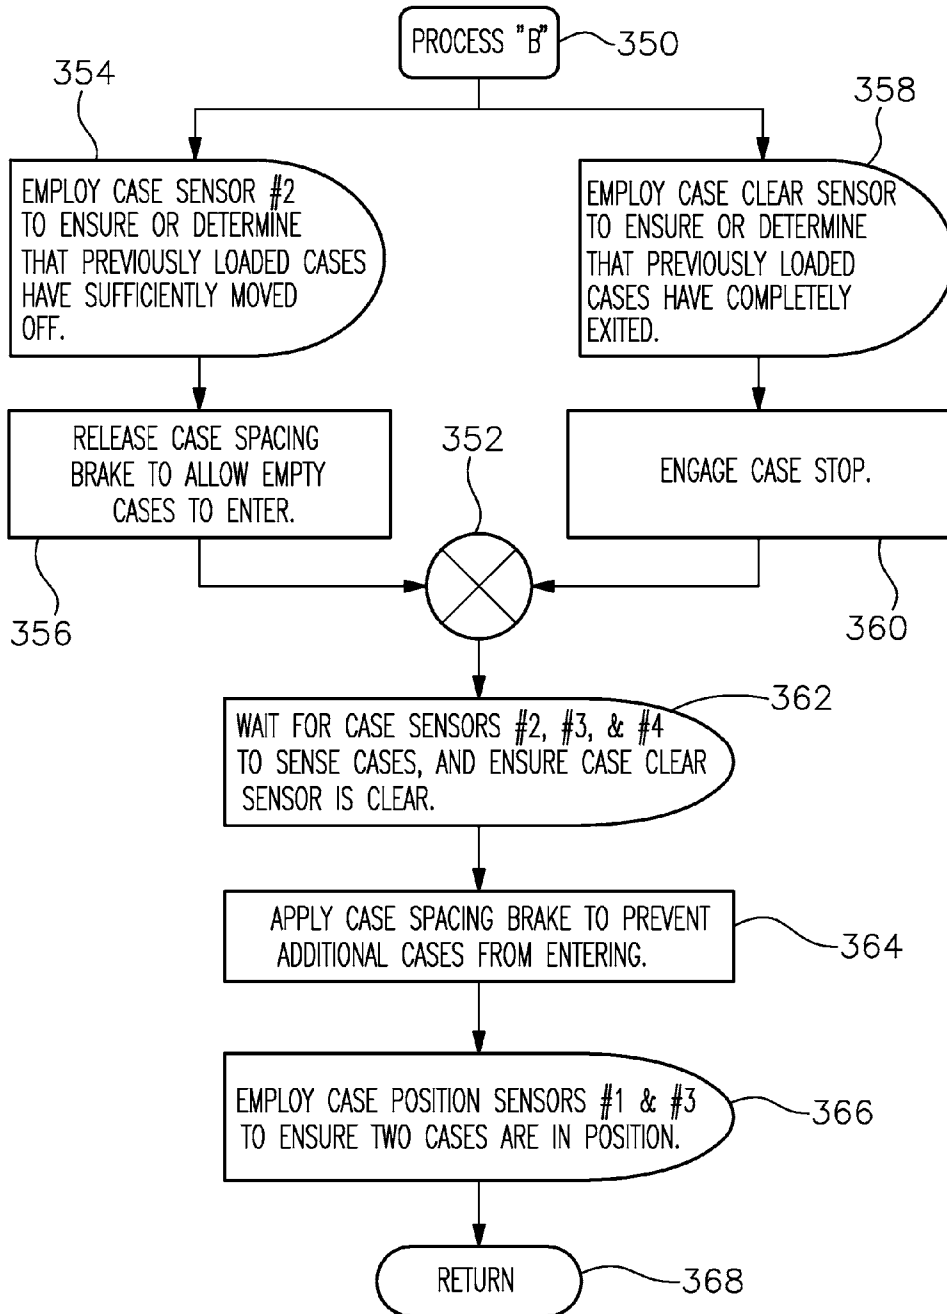 PROCESS "B"
350
354
358
EMPLOY CASE SENSOR #2
TO ENSURE OR DETERMINE
THAT PREVIOUSLY LOADED CASES
HAVE SUFFICIENTLY MOVED
OFF.
EMPLOY CASE CLEAR SENSOR
TO ENSURE OR DETERMINE
THAT PREVIOUSLY LOADED
CASES HAVE COMPLETELY
EXITED.
RELEASE CASE SPACING
BRAKE TO ALLOW EMPTY
CASES TO ENTER.
352
ENGAGE CASE STOP.
356
360
362
WAIT FOR CASE SENSORS #2, #3, & #4
TO SENSE CASES, AND ENSURE CASE CLEAR
SENSOR IS CLEAR.
APPLY CASE SPACING BRAKE TO PREVENT
ADDITIONAL CASES FROM ENTERING.
364
EMPLOY CASE POSITION SENSORS #1 & #3
TO ENSURE TWO CASES ARE IN POSITION.
366
RETURN
368